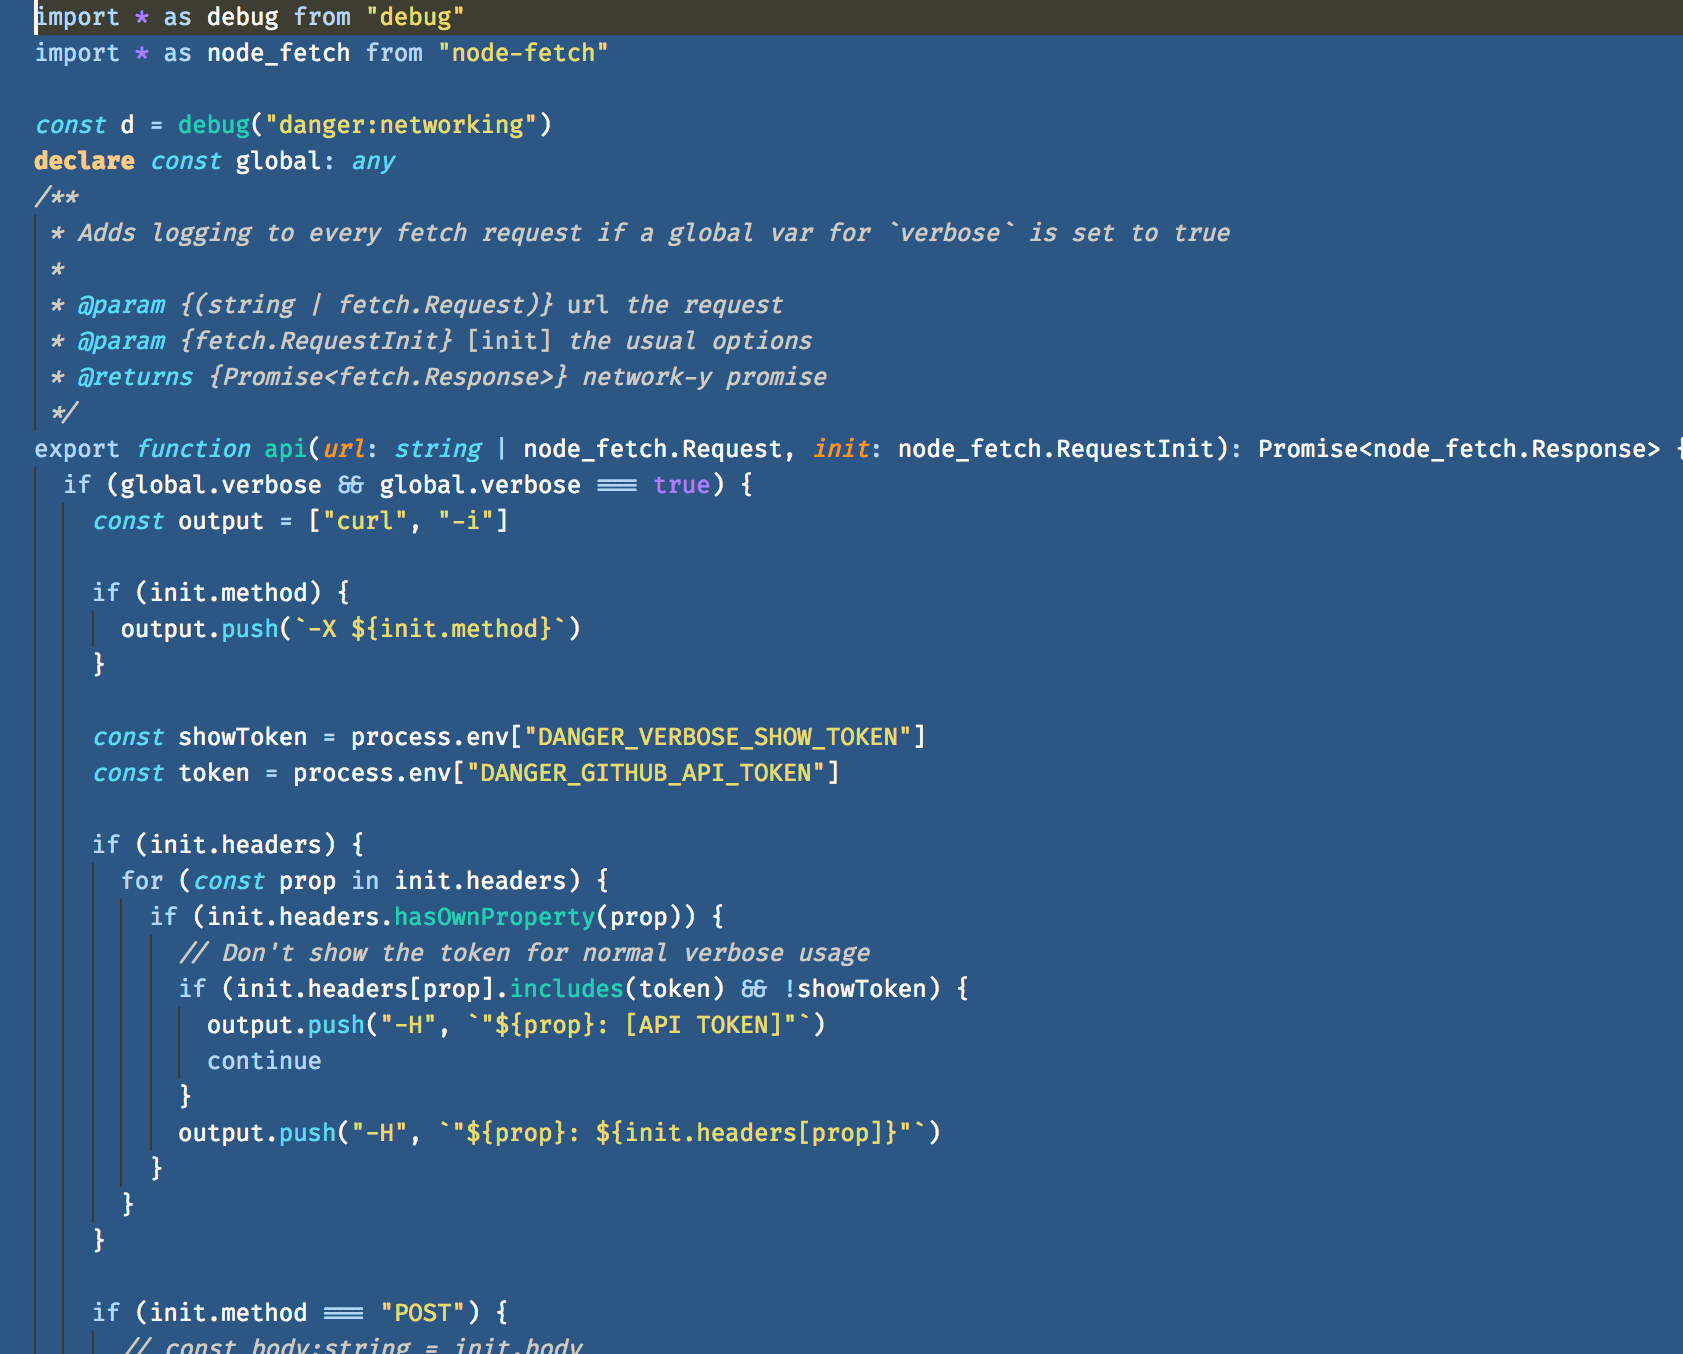 import * as debug from "debug"
import * as node_fetch from "node-fetch"
const d = debug("danger:networking")
declare const global: any
/**
* Adds logging to every fetch request if a global var for `verbose` is set to true
*
* @param {(string | fetch.Request)} url the request
* @param {fetch.RequestInit} [init] the usual options
* @returns {Promise<fetch.Response>} network-y promise
*/
export function api(url: string | node_fetch.Request, init: node_fetch.RequestInit): Promise<node_fetch.Response> {
if (global.verbose && global.verbose === true) {
const output = ["curl", "-i"]
if (init.method) {
output.push(`-X ${init.method}`)
}
const showToken = process.env["DANGER_VERBOSE_SHOW_TOKEN"]
const token = process.env["DANGER_GITHUB_API_TOKEN"]
if (init.headers) {
for (const prop in init.headers) {
if (init.headers.hasOwnProperty(prop)) {
// Don't show the token for normal verbose usage
if (init.headers[prop].includes(token) && !showToken) {
output.push("-H", `"${prop}: [API TOKEN]"`)
continue
}
output.push("-H", `"${prop}: ${init.headers[prop]}"`)
}
}
}
if (init.method === "POST") {
// const body:string = init.body